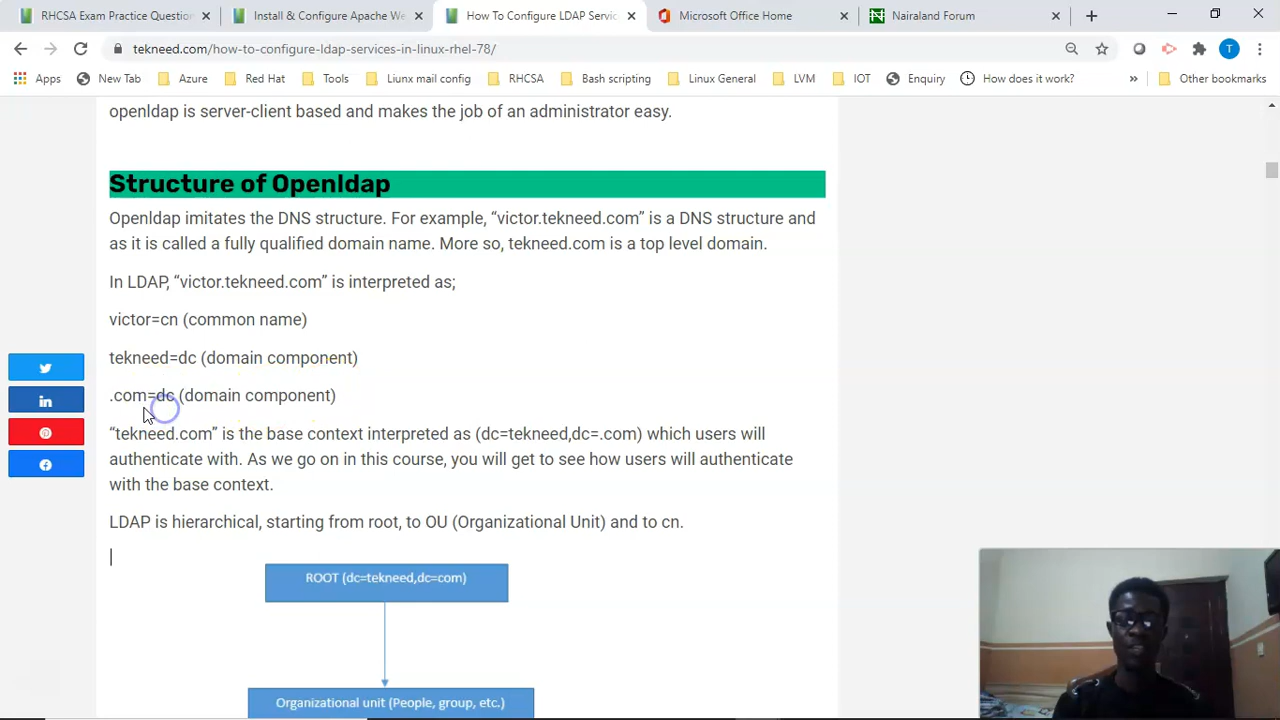 RHCSA Exam Practice Question
Install & Configure Apache We
How To Configure LDAP Servic
Microsoft Office Home
Nairaland Forum
tekneed.com/how-to-configure-ldap-services-in-linux-rhel-78/
T
Apps
New Tab
Azure
Red Hat
Tools
Liunx mail config
RHCSA
Bash scripting
Linux General
LVM
IOT
Enquiry
How does it work?
»
Other bookmarks
openldap is server-client based and makes the job of an administrator easy.
Structure of Openldap
Openldap imitates the DNS structure. For example, “victor.tekneed.com” is a DNS structure and
as it is called a fully qualified domain name. More so, tekneed.com is a top level domain.
In LDAP, “victor.tekneed.com” is interpreted as;
victor=cn (common name)
tekneed=dc (domain component)
.com=dc (domain component)
“tekneed.com” is the base context interpreted as (dc=tekneed,dc=.com) which users will
authenticate with. As we go on in this course, you will get to see how users will authenticate
with the base context.
LDAP is hierarchical, starting from root, to OU (Organizational Unit) and to cn.
ROOT (dc=tekneed,dc=com)
Organizational unit (People, group, etc.)